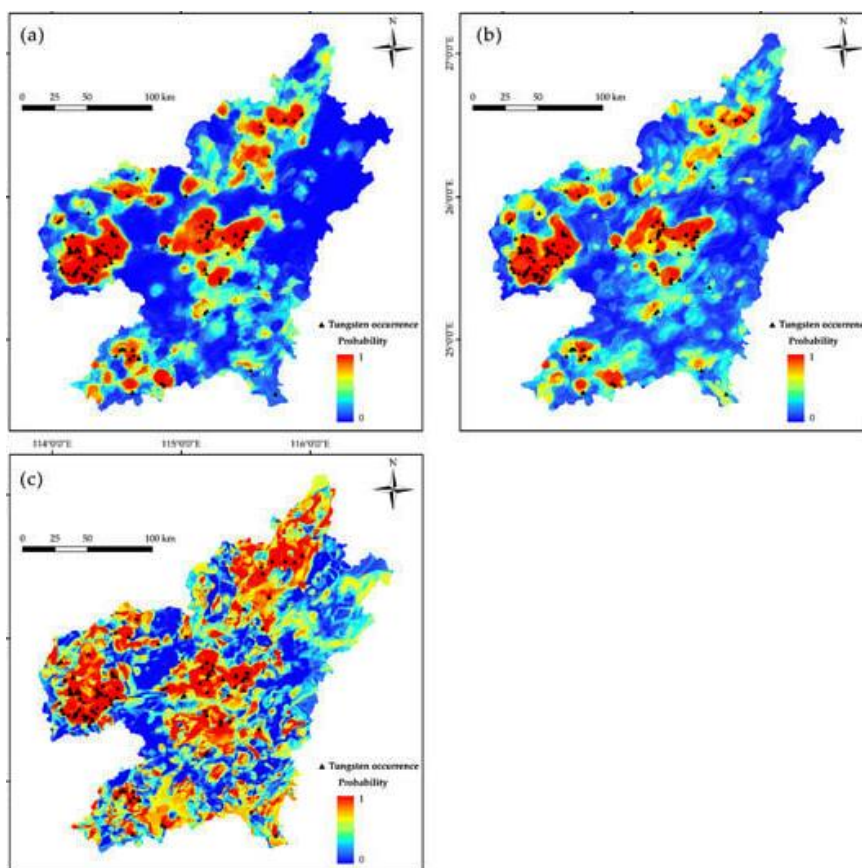 (a)
N
0 25 50 100 km
▲ Tungsten occurrence
Probability
1
0
114°0'0"E 115°0'0"E 116°0'0"E
(b)
N
27°0'0"E
26°0'0"E
25°0'0"E
0 25 50 100 km
▲ Tungsten occurrence
Probability
1
0
(c)
N
0 25 50 100 km
▲ Tungsten occurrence
Probability
1
0